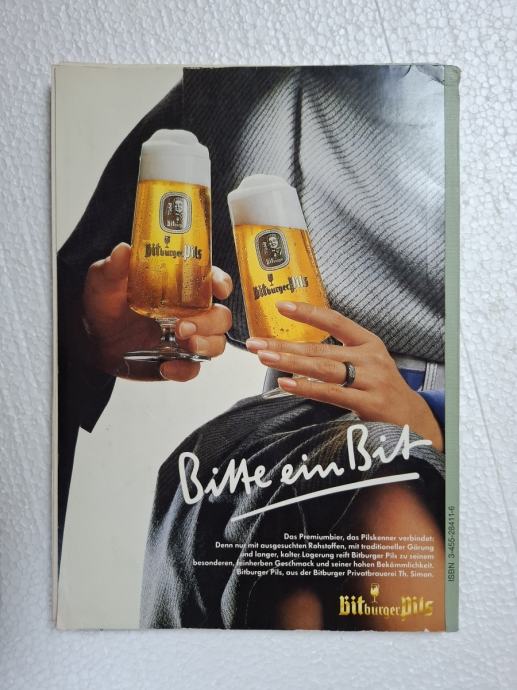 Bitburger Pils
Bitburger Pils
Bitte ein Bit
Das Premiumbier, das Pilskenner verbindet:
Denn nur mit ausgesuchten Rohstoffen, mit traditioneller Gärung
und langer, kalter Lagerung reift Bitburger Pils zu seinem
besonderen, feinherben Geschmack und seiner hohen Bekömmlichkeit.
Bitburger Pils, aus der Bitburger Privatbrauerei Th. Simon.
Bitburger Pils
ISBN 3-455-28411-6